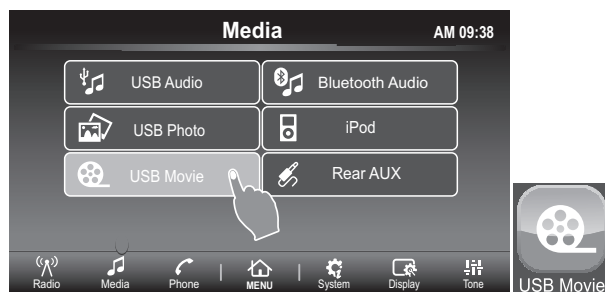 Media
AM 09:38
USB Audio
Bluetooth Audio
USB Photo
iPod
USB Movie
Rear AUX
Radio
Media
Phone
MENU
System
Display
Tone
USB Movie